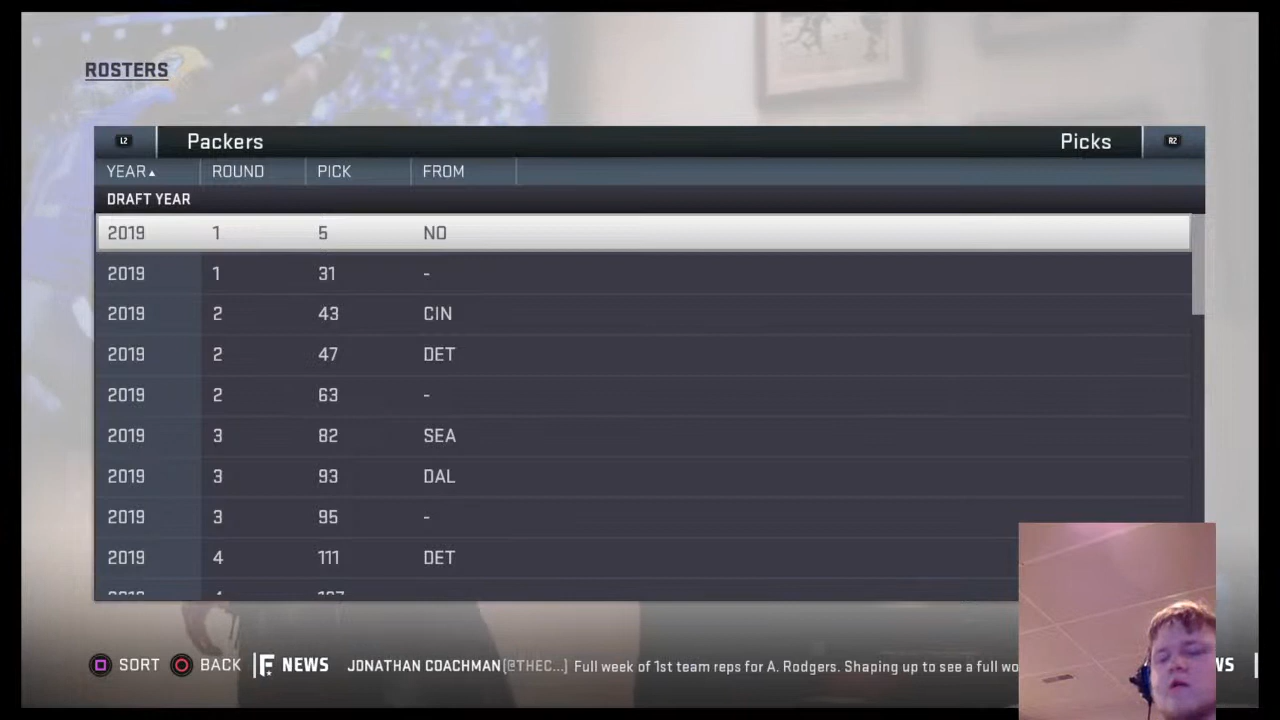 ROSTERS
L2 Packers Picks R2
YEAR ROUND PICK FROM
DRAFT YEAR
2019 1 5 NO
2019 1 31 -
2019 2 43 CIN
2019 2 47 DET
2019 2 63 -
2019 3 82 SEA
2019 3 93 DAL
2019 3 95 -
2019 4 111 DET
SORT BACK F NEWS JONATHAN COACHMAN (@THEC...) Full week of 1st team reps for A. Rodgers. Shaping up to see a full wo WS